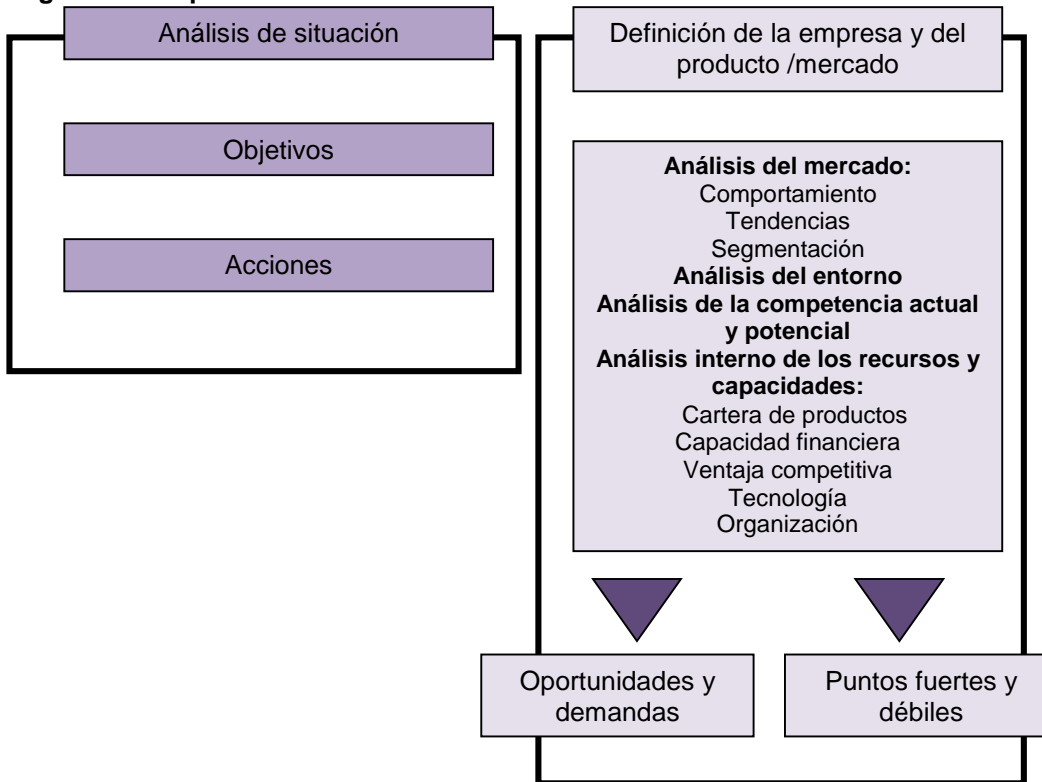 Análisis de situación
Objetivos
Acciones
Definición de la empresa y del
producto /mercado
Análisis del mercado:
Comportamiento
Tendencias
Segmentación
Análisis del entorno
Análisis de la competencia actual
y potencial
Análisis interno de los recursos y
capacidades:
Cartera de productos
Capacidad financiera
Ventaja competitiva
Tecnología
Organización
Oportunidades y
demandas
Puntos fuertes y
débiles